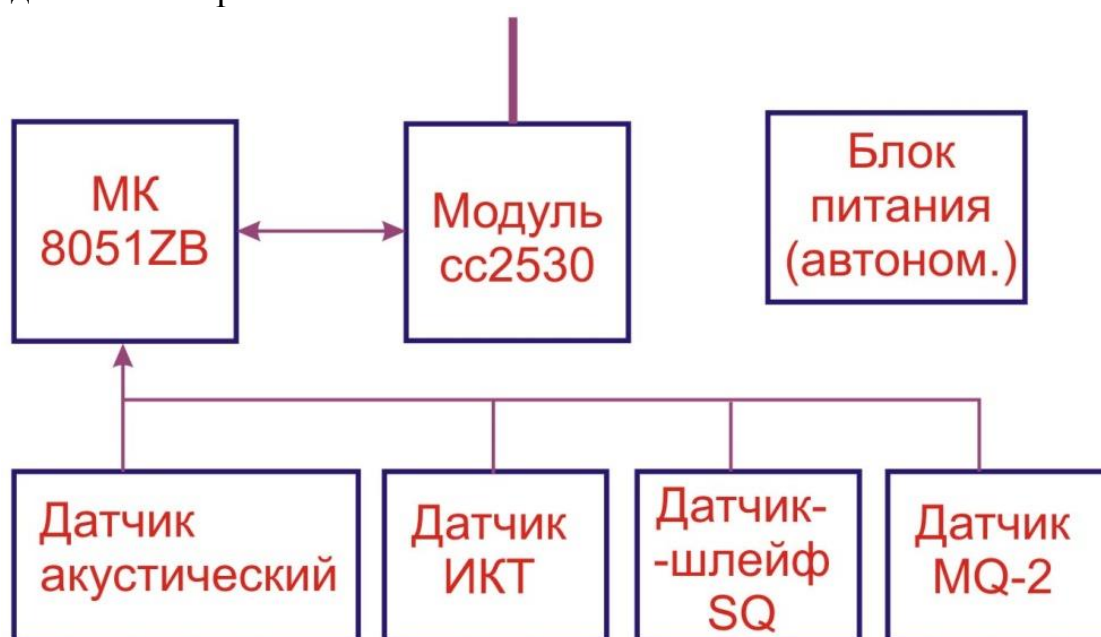 МК
8051ZB
Модуль
cc2530
Блок
питания
(автоном.)
Датчик
акустический
Датчик
ИКТ
Датчик-
-шлейф
SQ
Датчик
MQ-2